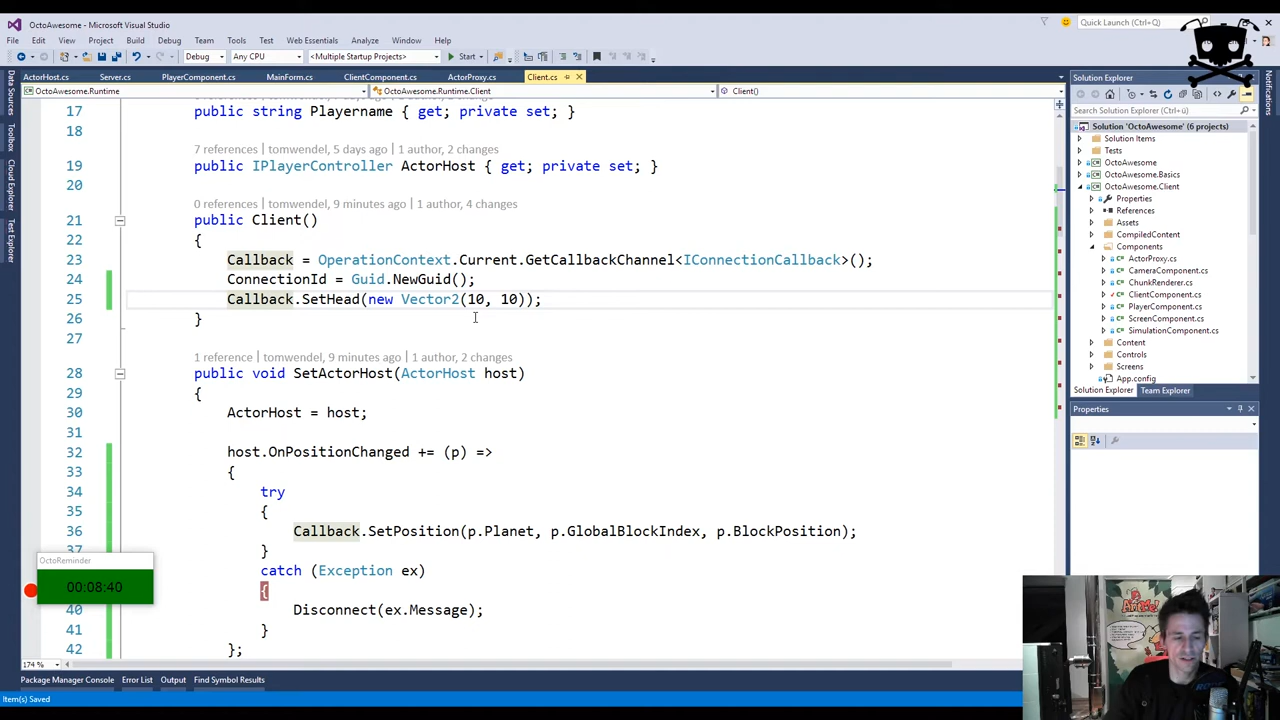 OctoAwesome - Microsoft Visual Studio
Quick Launch (Ctrl+Q)
File Edit View Project Build Debug Team Tools Test Web Essentials Analyze Window Help
Debug Any CPU <Multiple Startup Projects> Start
ActorHost.cs Server.cs PlayerComponent.cs MainForm.cs ClientComponent.cs ActorProxy.cs Client.cs
OctoAwesome.Runtime OctoAwesome.Runtime.Client Client()
Data Sources
Toolbox
Cloud Explorer
Test Explorer
17 public string Playername { get; private set; }
18
7 references | tomwendel, 5 days ago | 1 author, 2 changes
19 public IPlayerController ActorHost { get; private set; }
20
0 references | tomwendel, 9 minutes ago | 1 author, 4 changes
21 public Client()
22 {
23 Callback = OperationContext.Current.GetCallbackChannel<IConnectionCallback>();
24 ConnectionId = Guid.NewGuid();
25 Callback.SetHead(new Vector2(10, 10));
26 }
27
1 reference | tomwendel, 9 minutes ago | 1 author, 2 changes
28 public void SetActorHost(ActorHost host)
29 {
30 ActorHost = host;
31
32 host.OnPositionChanged += (p) =>
33 {
34 try
35 {
36 Callback.SetPosition(p.Planet, p.GlobalBlockIndex, p.BlockPosition);
37 }
catch (Exception ex)
{
40 Disconnect(ex.Message);
41 }
42 };
OctoReminder
00:08:40
174 %
Package Manager Console Error List Output Find Symbol Results
Item(s) Saved
Solution Explorer
Search Solution Explorer (Ctrl+ü)
Solution 'OctoAwesome' (6 projects)
Solution Items
Tests
OctoAwesome
OctoAwesome.Basics
OctoAwesome.Client
Properties
References
Assets
CompiledContent
Components
ActorProxy.cs
CameraComponent.cs
ChunkRenderer.cs
ClientComponent.cs
PlayerComponent.cs
ScreenComponent.cs
SimulationComponent.cs
Content
Controls
Screens
App.config
Solution Explorer Team Explorer
Properties
Notifications